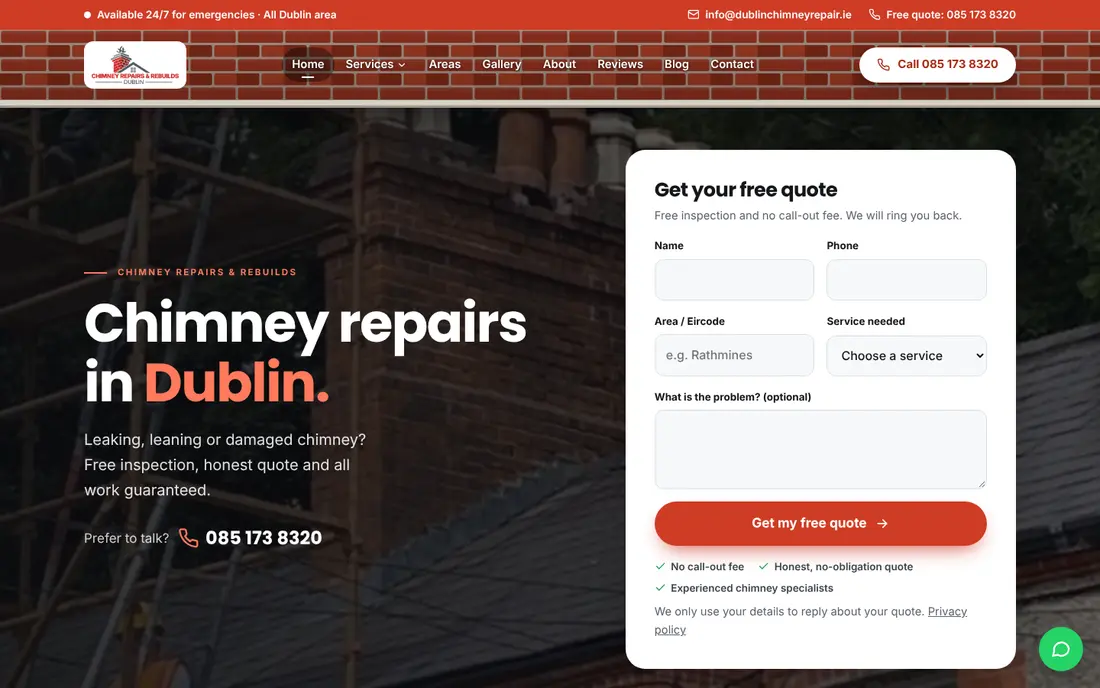 Available 24/7 for emergencies · All Dublin area
info@dublinchimneyrepair.ie
Free quote: 085 173 8320
CHIMNEY REPAIRS & REBUILDS
DUBLIN
Home
Services
Areas
Gallery
About
Reviews
Blog
Contact
Call 085 173 8320
CHIMNEY REPAIRS & REBUILDS
Chimney repairs
in Dublin.
Leaking, leaning or damaged chimney?
Free inspection, honest quote and all
work guaranteed.
Prefer to talk? 085 173 8320
Get your free quote
Free inspection and no call-out fee. We will ring you back.
Name
Phone
Area / Eircode
Service needed
e.g. Rathmines
Choose a service
What is the problem? (optional)
Get my free quote
No call-out fee
Honest, no-obligation quote
Experienced chimney specialists
We only use your details to reply about your quote. Privacy
policy